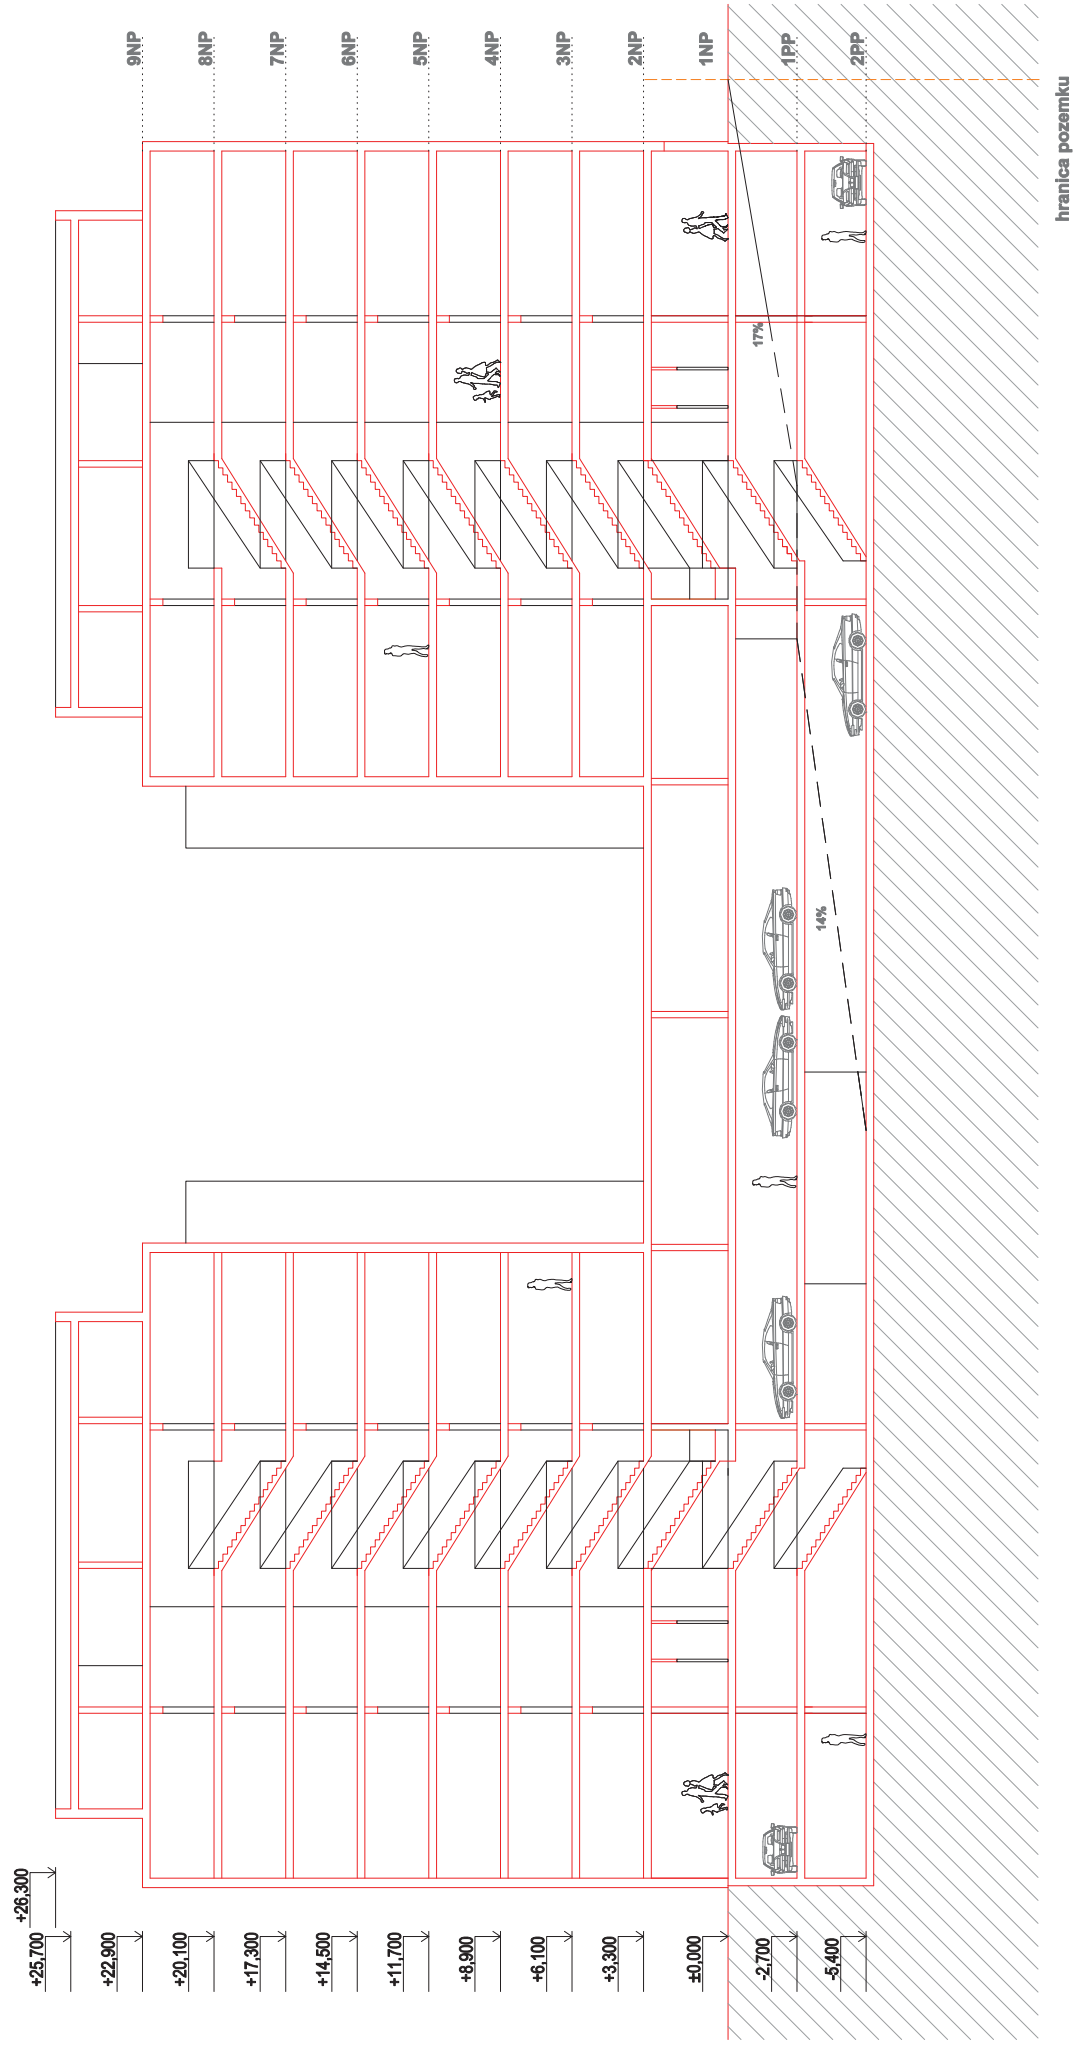 9NP
8NP
7NP
6NP
5NP
4NP
3NP
2NP
1NP
1PP
2PP
hranica pozemku
17%
14%
+26,300
+25,700
+22,900
+20,100
+17,300
+14,500
+11,700
+8,900
+6,100
+3,300
±0,000
-2,700
-5,400